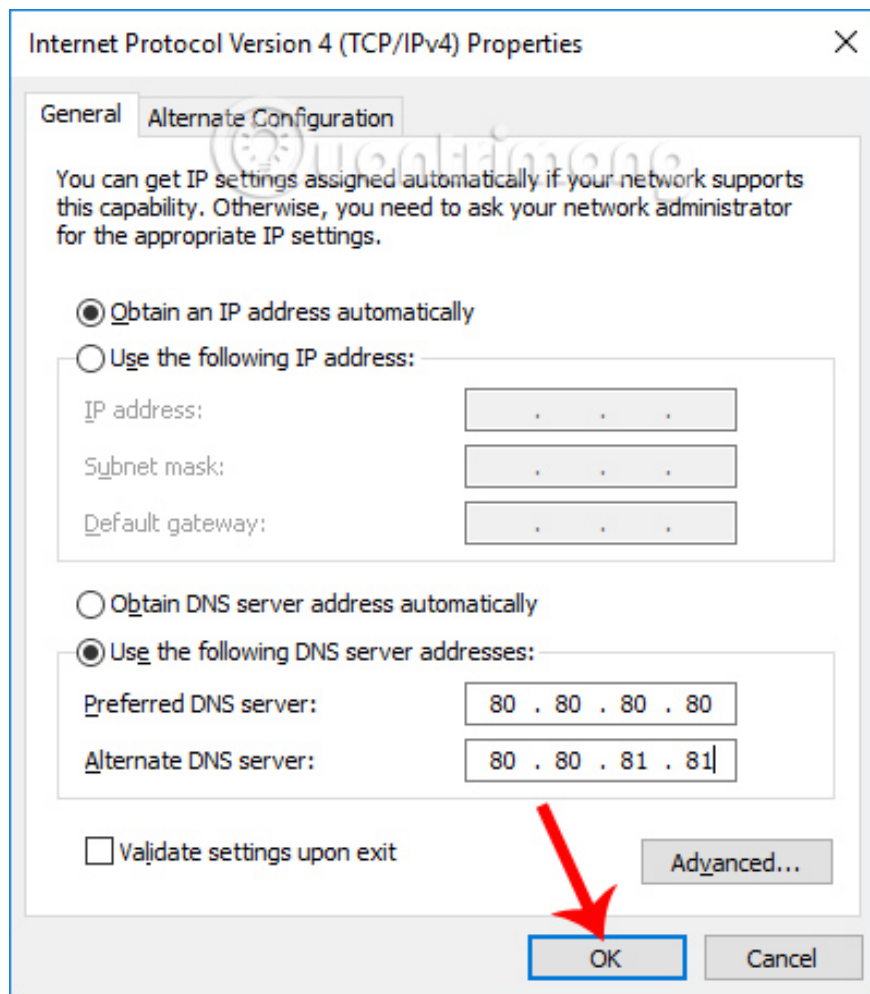 Internet Protocol Version 4 (TCP/IPv4) Properties
General
Alternate Configuration
Quantrimang
You can get IP settings assigned automatically if your network supports
this capability. Otherwise, you need to ask your network administrator
for the appropriate IP settings.
Obtain an IP address automatically
Use the following IP address:
IP address: . . .
Subnet mask: . . .
Default gateway: . . .
Obtain DNS server address automatically
Use the following DNS server addresses:
Preferred DNS server: 80 . 80 . 80 . 80
Alternate DNS server: 80 . 80 . 81 . 81
Validate settings upon exit
Advanced...
OK
Cancel